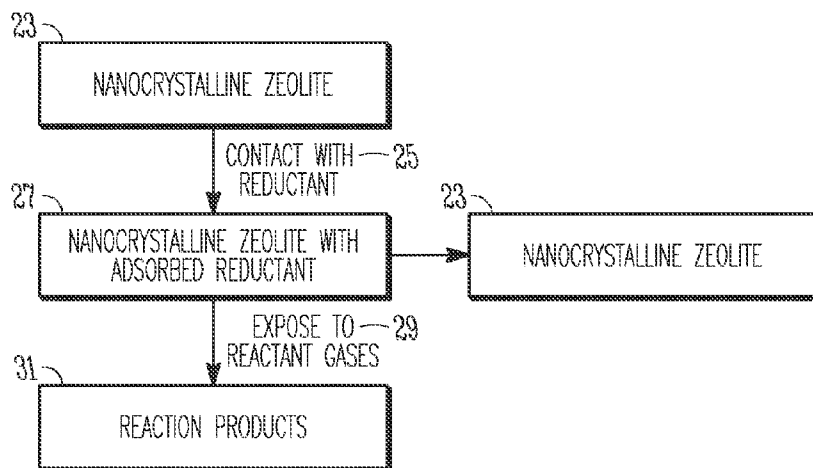 23
NANOCRYSTALLINE ZEOLITE
CONTACT WITH
REDUCTANT
25
27
NANOCRYSTALLINE ZEOLITE WITH
ADSORBED REDUCTANT
23
NANOCRYSTALLINE ZEOLITE
EXPOSE TO
REACTANT GASES
29
31
REACTION PRODUCTS